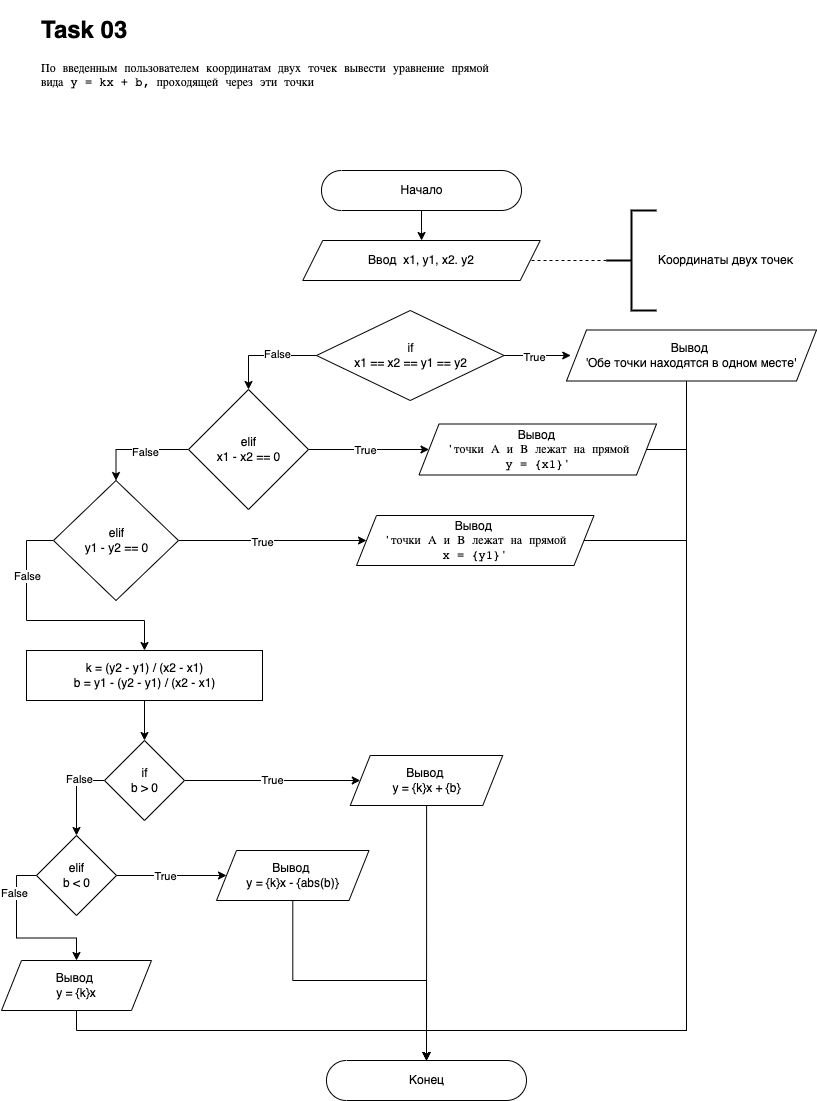 Task 03
По введенным пользователем координатам двух точек вывести уравнение прямой
вида y = kx + b, проходящей через эти точки
Начало
Ввод x1, y1, x2. y2
Координаты двух точек
if
x1 == x2 == y1 == y2
False
True
Вывод
'Обе точки находятся в одном месте'
elif
x1 - x2 == 0
False
True
Вывод
'точки A и B лежат на прямой
y = {x1}'
elif
y1 - y2 == 0
False
True
Вывод
'точки A и B лежат на прямой
x = {y1}'
k = (y2 - y1) / (x2 - x1)
b = y1 - (y2 - y1) / (x2 - x1)
if
b > 0
False
True
Вывод
y = {k}x + {b}
elif
b < 0
False
True
Вывод
y = {k}x - {abs(b)}
Вывод
y = {k}x
Конец